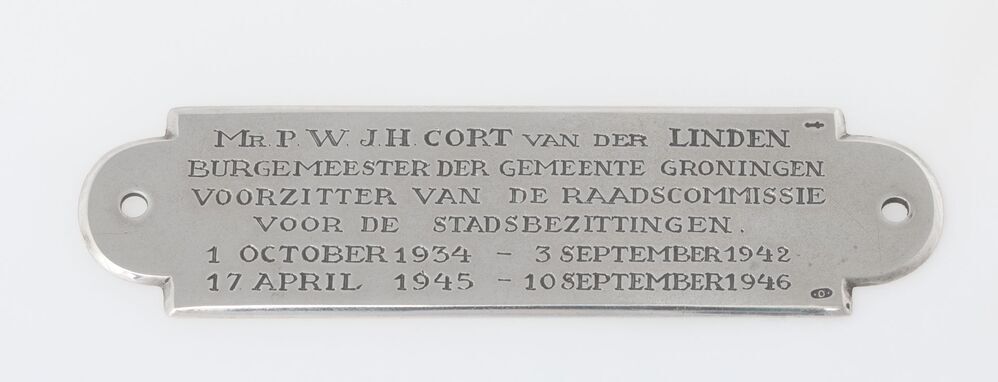 MR. P. W. J. H. CORT VAN DER LINDEN
BURGEMEESTER DER GEMEENTE GRONINGEN
VOORZITTER VAN DE RAADSCOMMISSIE
VOOR DE STADSBEZITTINGEN.
1 OCTOBER 1934 - 3 SEPTEMBER 1942
17 APRIL 1945 - 10 SEPTEMBER 1946